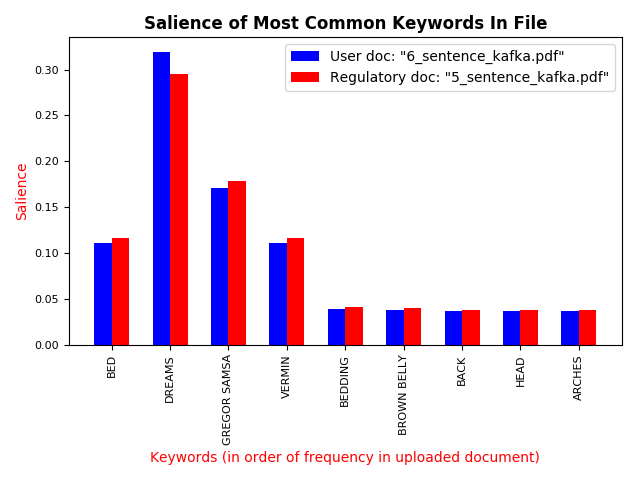 Salience of Most Common Keywords In File
User doc: "6_sentence_kafka.pdf"
Regulatory doc: "5_sentence_kafka.pdf"
Salience
0.30
0.25
0.20
0.15
0.10
0.05
0.00
BED
DREAMS
GREGOR SAMSA
VERMIN
BEDDING
BROWN BELLY
BACK
HEAD
ARCHES
Keywords (in order of frequency in uploaded document)